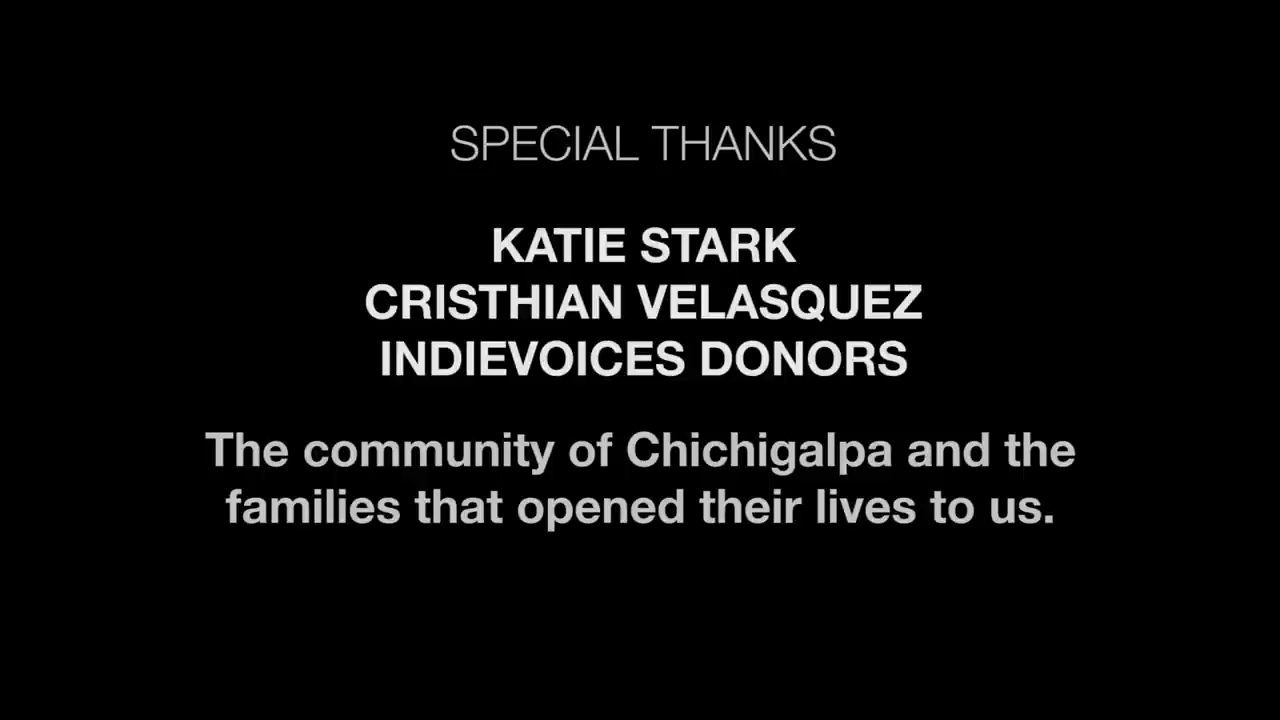 SPECIAL THANKS
KATIE STARK
CRISTHIAN VELASQUEZ
INDIEVOICES DONORS
The community of Chichigalpa and the
families that opened their lives to us.